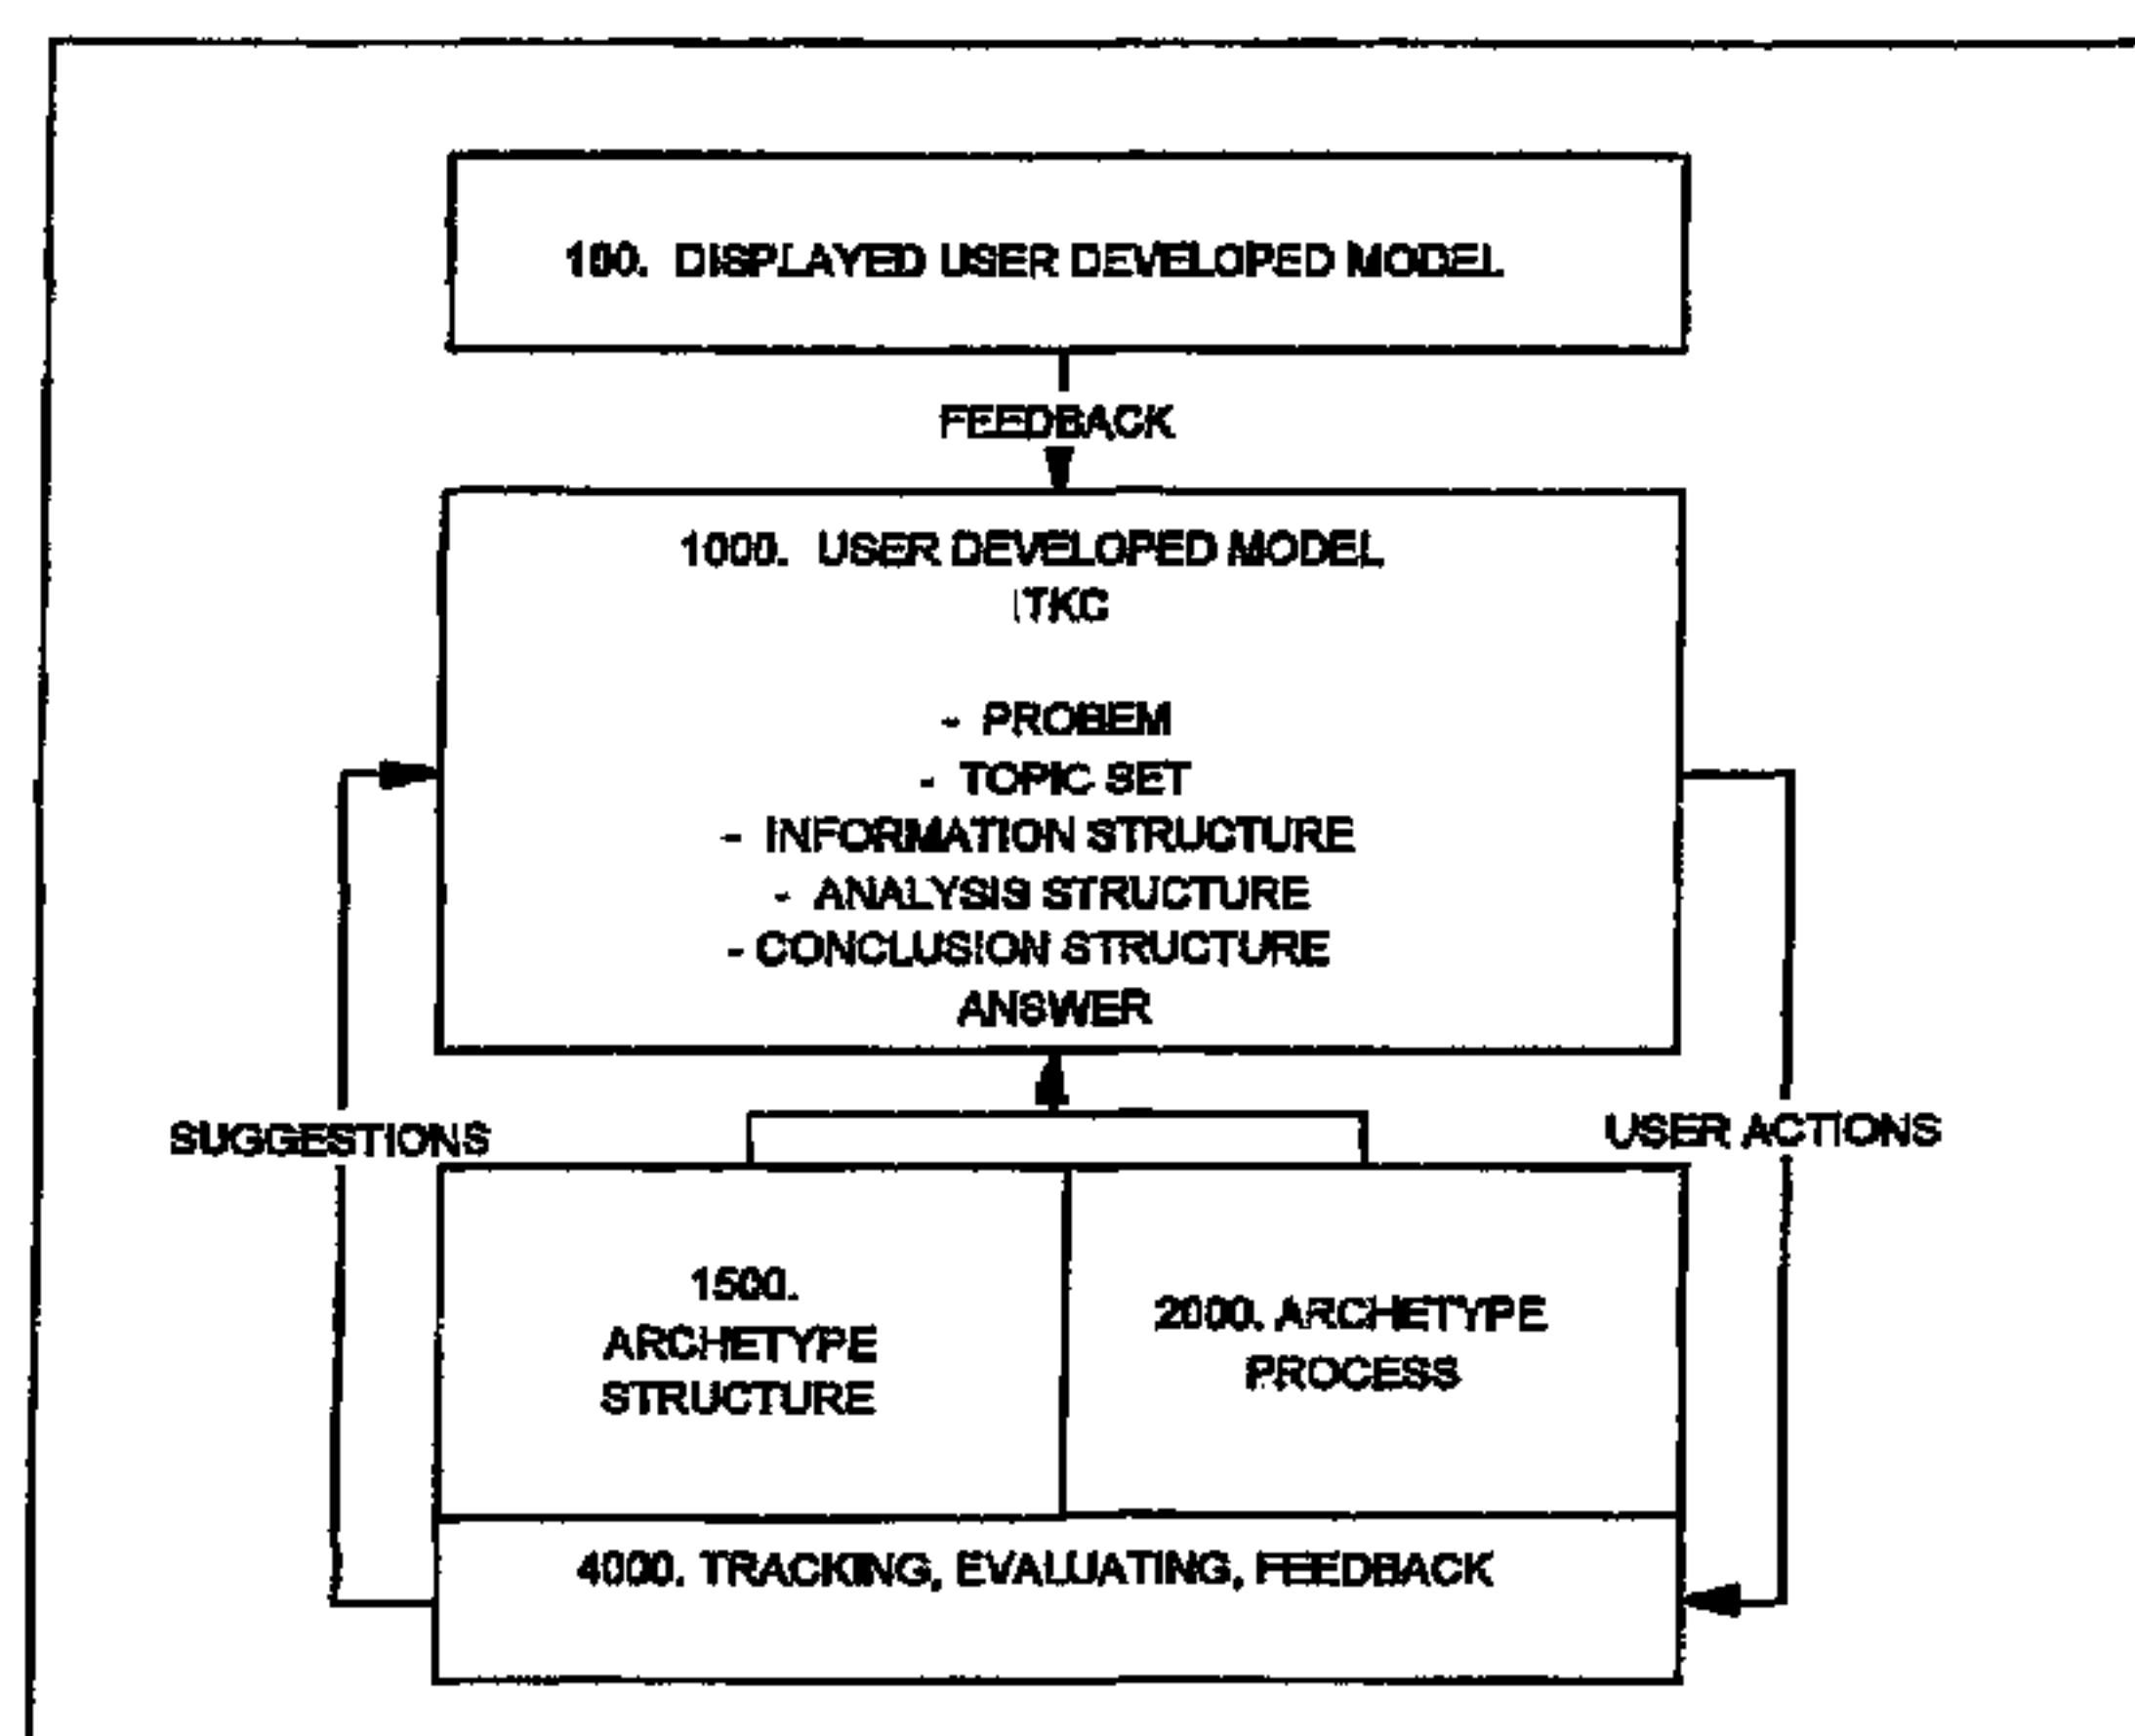 100. DISPLAYED USER DEVELOPED MODEL
FEEDBACK
1000. USER DEVELOPED MODEL
ITKC
- PROBEM
- TOPIC SET
- INFORMATION STRUCTURE
- ANALYSIS STRUCTURE
- CONCLUSION STRUCTURE
ANSWER
SUGGESTIONS
USER ACTIONS
1500.
ARCHETYPE
STRUCTURE
2000. ARCHETYPE
PROCESS
4000. TRACKING, EVALUATING, FEEDBACK